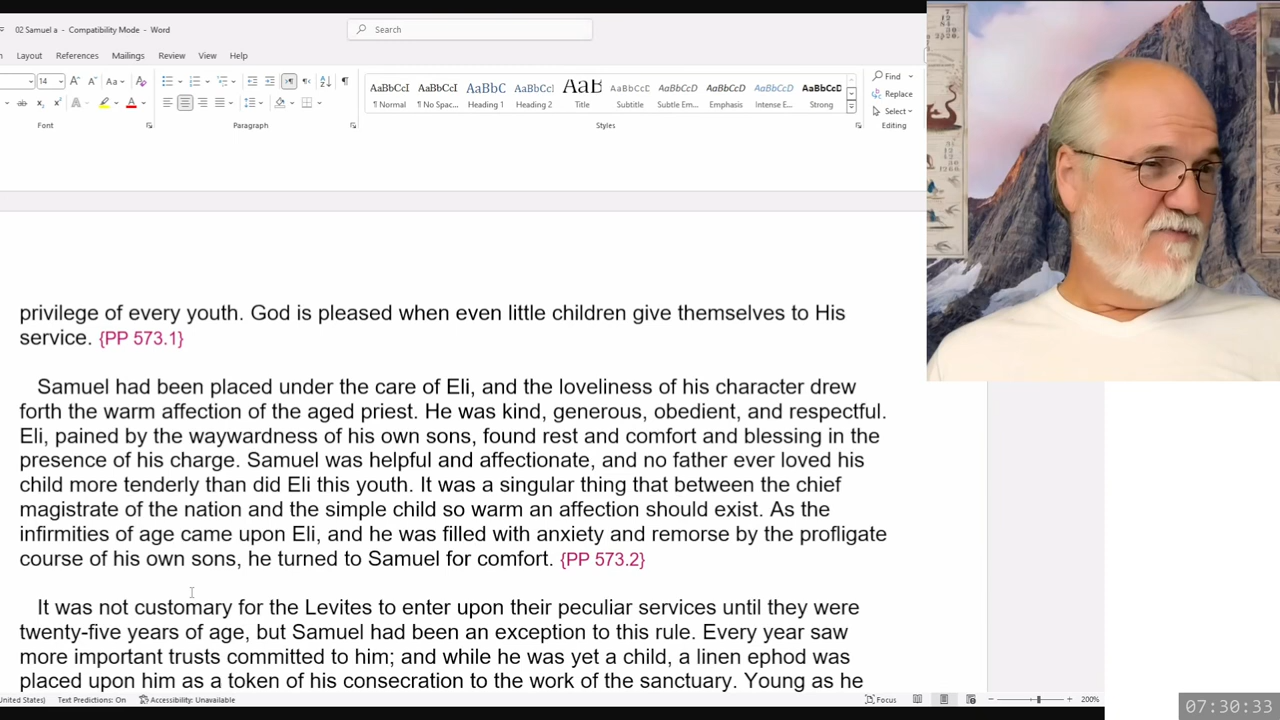 02 Samuel a - Compatibility Mode - Word
Search
Layout References Mailings Review View Help
14
Aa
Find
Replace
Select
AaBbCcI AaBbCcI AaBbC AaBbCcI AaB AaBbCcD AaBbCcD AaBbCcD AaBbCcD AaBbCcD
¶ Normal ¶ No Spac... Heading 1 Heading 2 Title Subtitle Subtle Em... Emphasis Intense E... Strong
Font Paragraph Styles Editing
privilege of every youth. God is pleased when even little children give themselves to His
service. {PP 573.1}
Samuel had been placed under the care of Eli, and the loveliness of his character drew
forth the warm affection of the aged priest. He was kind, generous, obedient, and respectful.
Eli, pained by the waywardness of his own sons, found rest and comfort and blessing in the
presence of his charge. Samuel was helpful and affectionate, and no father ever loved his
child more tenderly than did Eli this youth. It was a singular thing that between the chief
magistrate of the nation and the simple child so warm an affection should exist. As the
infirmities of age came upon Eli, and he was filled with anxiety and remorse by the profligate
course of his own sons, he turned to Samuel for comfort. {PP 573.2}
It was not customary for the Levites to enter upon their peculiar services until they were
twenty-five years of age, but Samuel had been an exception to this rule. Every year saw
more important trusts committed to him; and while he was yet a child, a linen ephod was
placed upon him as a token of his consecration to the work of the sanctuary. Young as he
United States) Text Predictions: On Accessibility: Unavailable Focus 200%
07:30:33